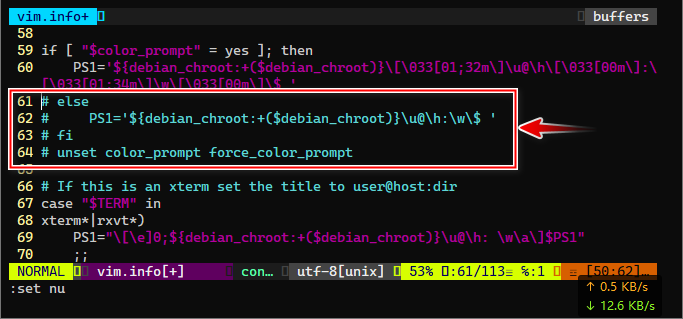 vim.info+ buffers
58
59 if [ "$color_prompt" = yes ]; then
60     PS1='${debian_chroot:+($debian_chroot)}\[\033[01;32m\]\u@\h\[\033[00m\]:\
[\033[01;34m\]\w\[\033[00m\]\$ '
61 # else
62 #     PS1='${debian_chroot:+($debian_chroot)}\u@\h:\w\$ '
63 # fi
64 # unset color_prompt force_color_prompt
65
66 # If this is an xterm set the title to user@host:dir
67 case "$TERM" in
68 xterm*|rxvt*)
69     PS1="\[\e]0;${debian_chroot:+($debian_chroot)}\u@\h: \w\a\]$PS1"
70     ;;
NORMAL vim.info[+] con… utf-8[unix] 53% :61/113≡ %:1 [50:62]…
:set nu
↑ 0.5 KB/s
↓ 12.6 KB/s